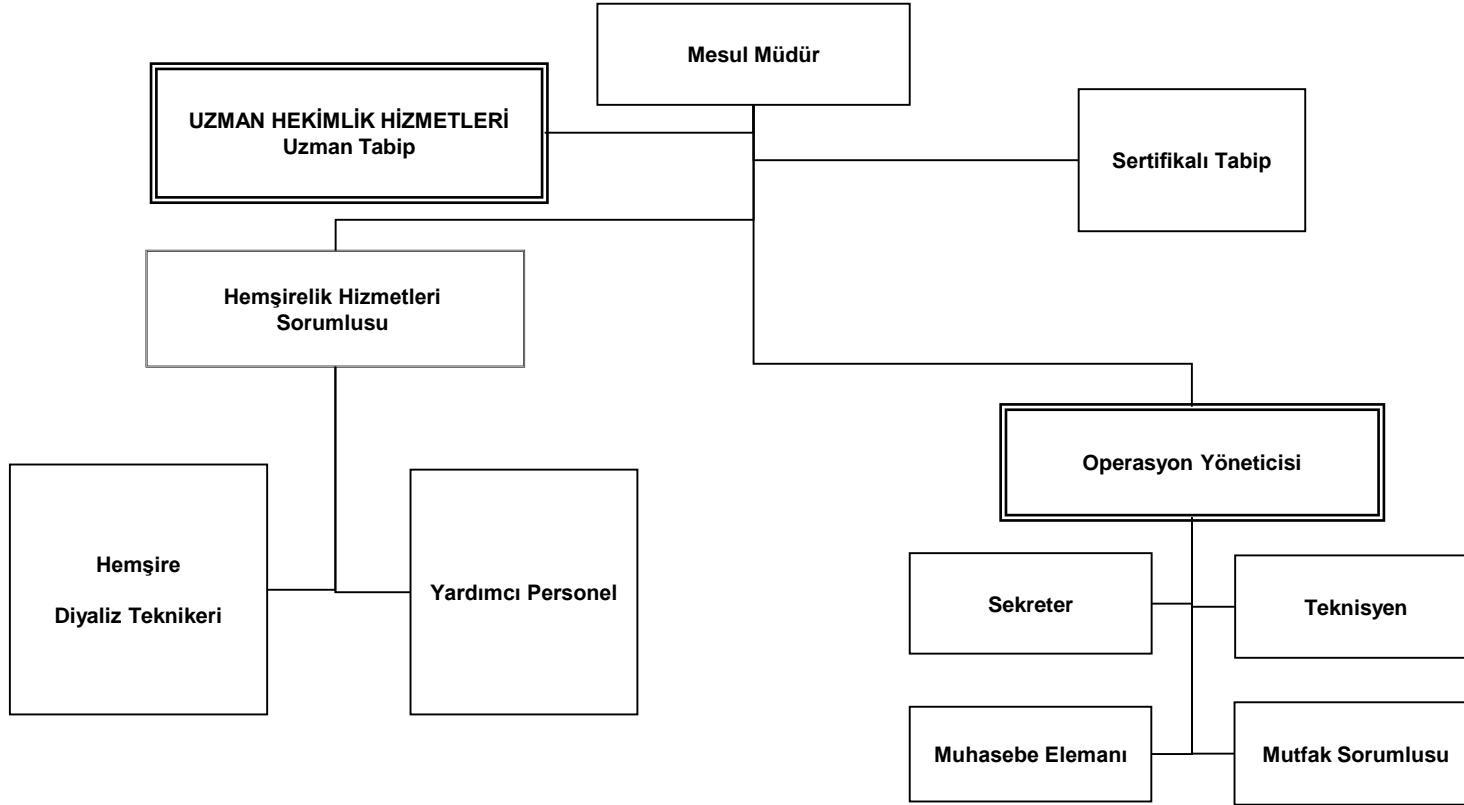 Mesul Müdür
UZMAN HEKİMLİK HİZMETLERİ
Uzman Tabip
Sertifikalı Tabip
Hemşirelik Hizmetleri
Sorumlusu
Operasyon Yöneticisi
Hemşire
Diyaliz Teknikeri
Yardımcı Personel
Sekreter
Teknisyen
Muhasebe Elemanı
Mutfak Sorumlusu